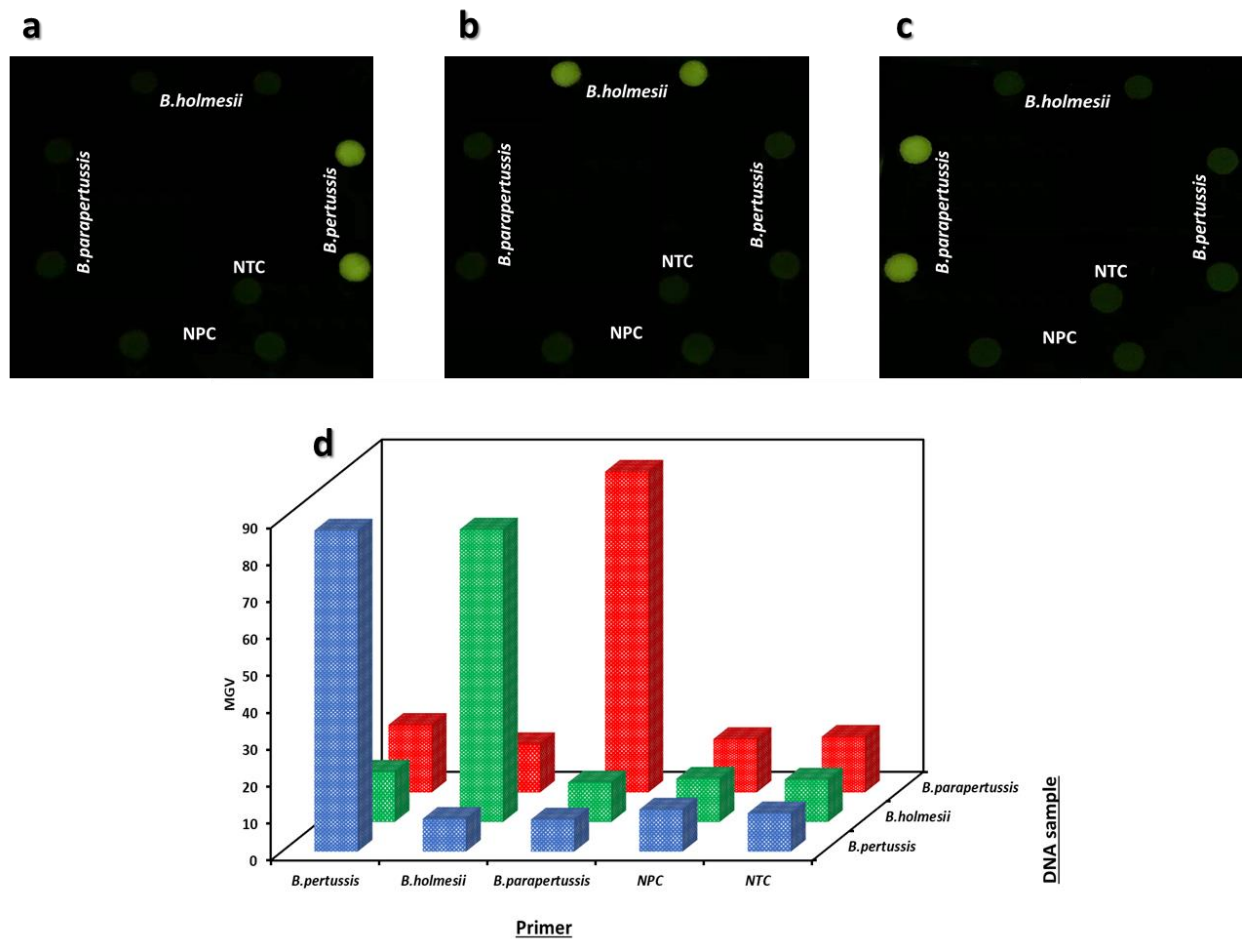 a
b
c
B.holmesii
B.parapertussis
B.pertussis
NTC
NPC
B.holmesii
B.parapertussis
B.pertussis
NTC
NPC
B.holmesii
B.parapertussis
B.pertussis
NTC
NPC
d
MGV
90
80
70
60
50
40
30
20
10
0
B.parapertussis
B.holmesii
B.pertussis
DNA sample
B.pertussis
B.holmesii
B.parapertussis
NPC
NTC
Primer